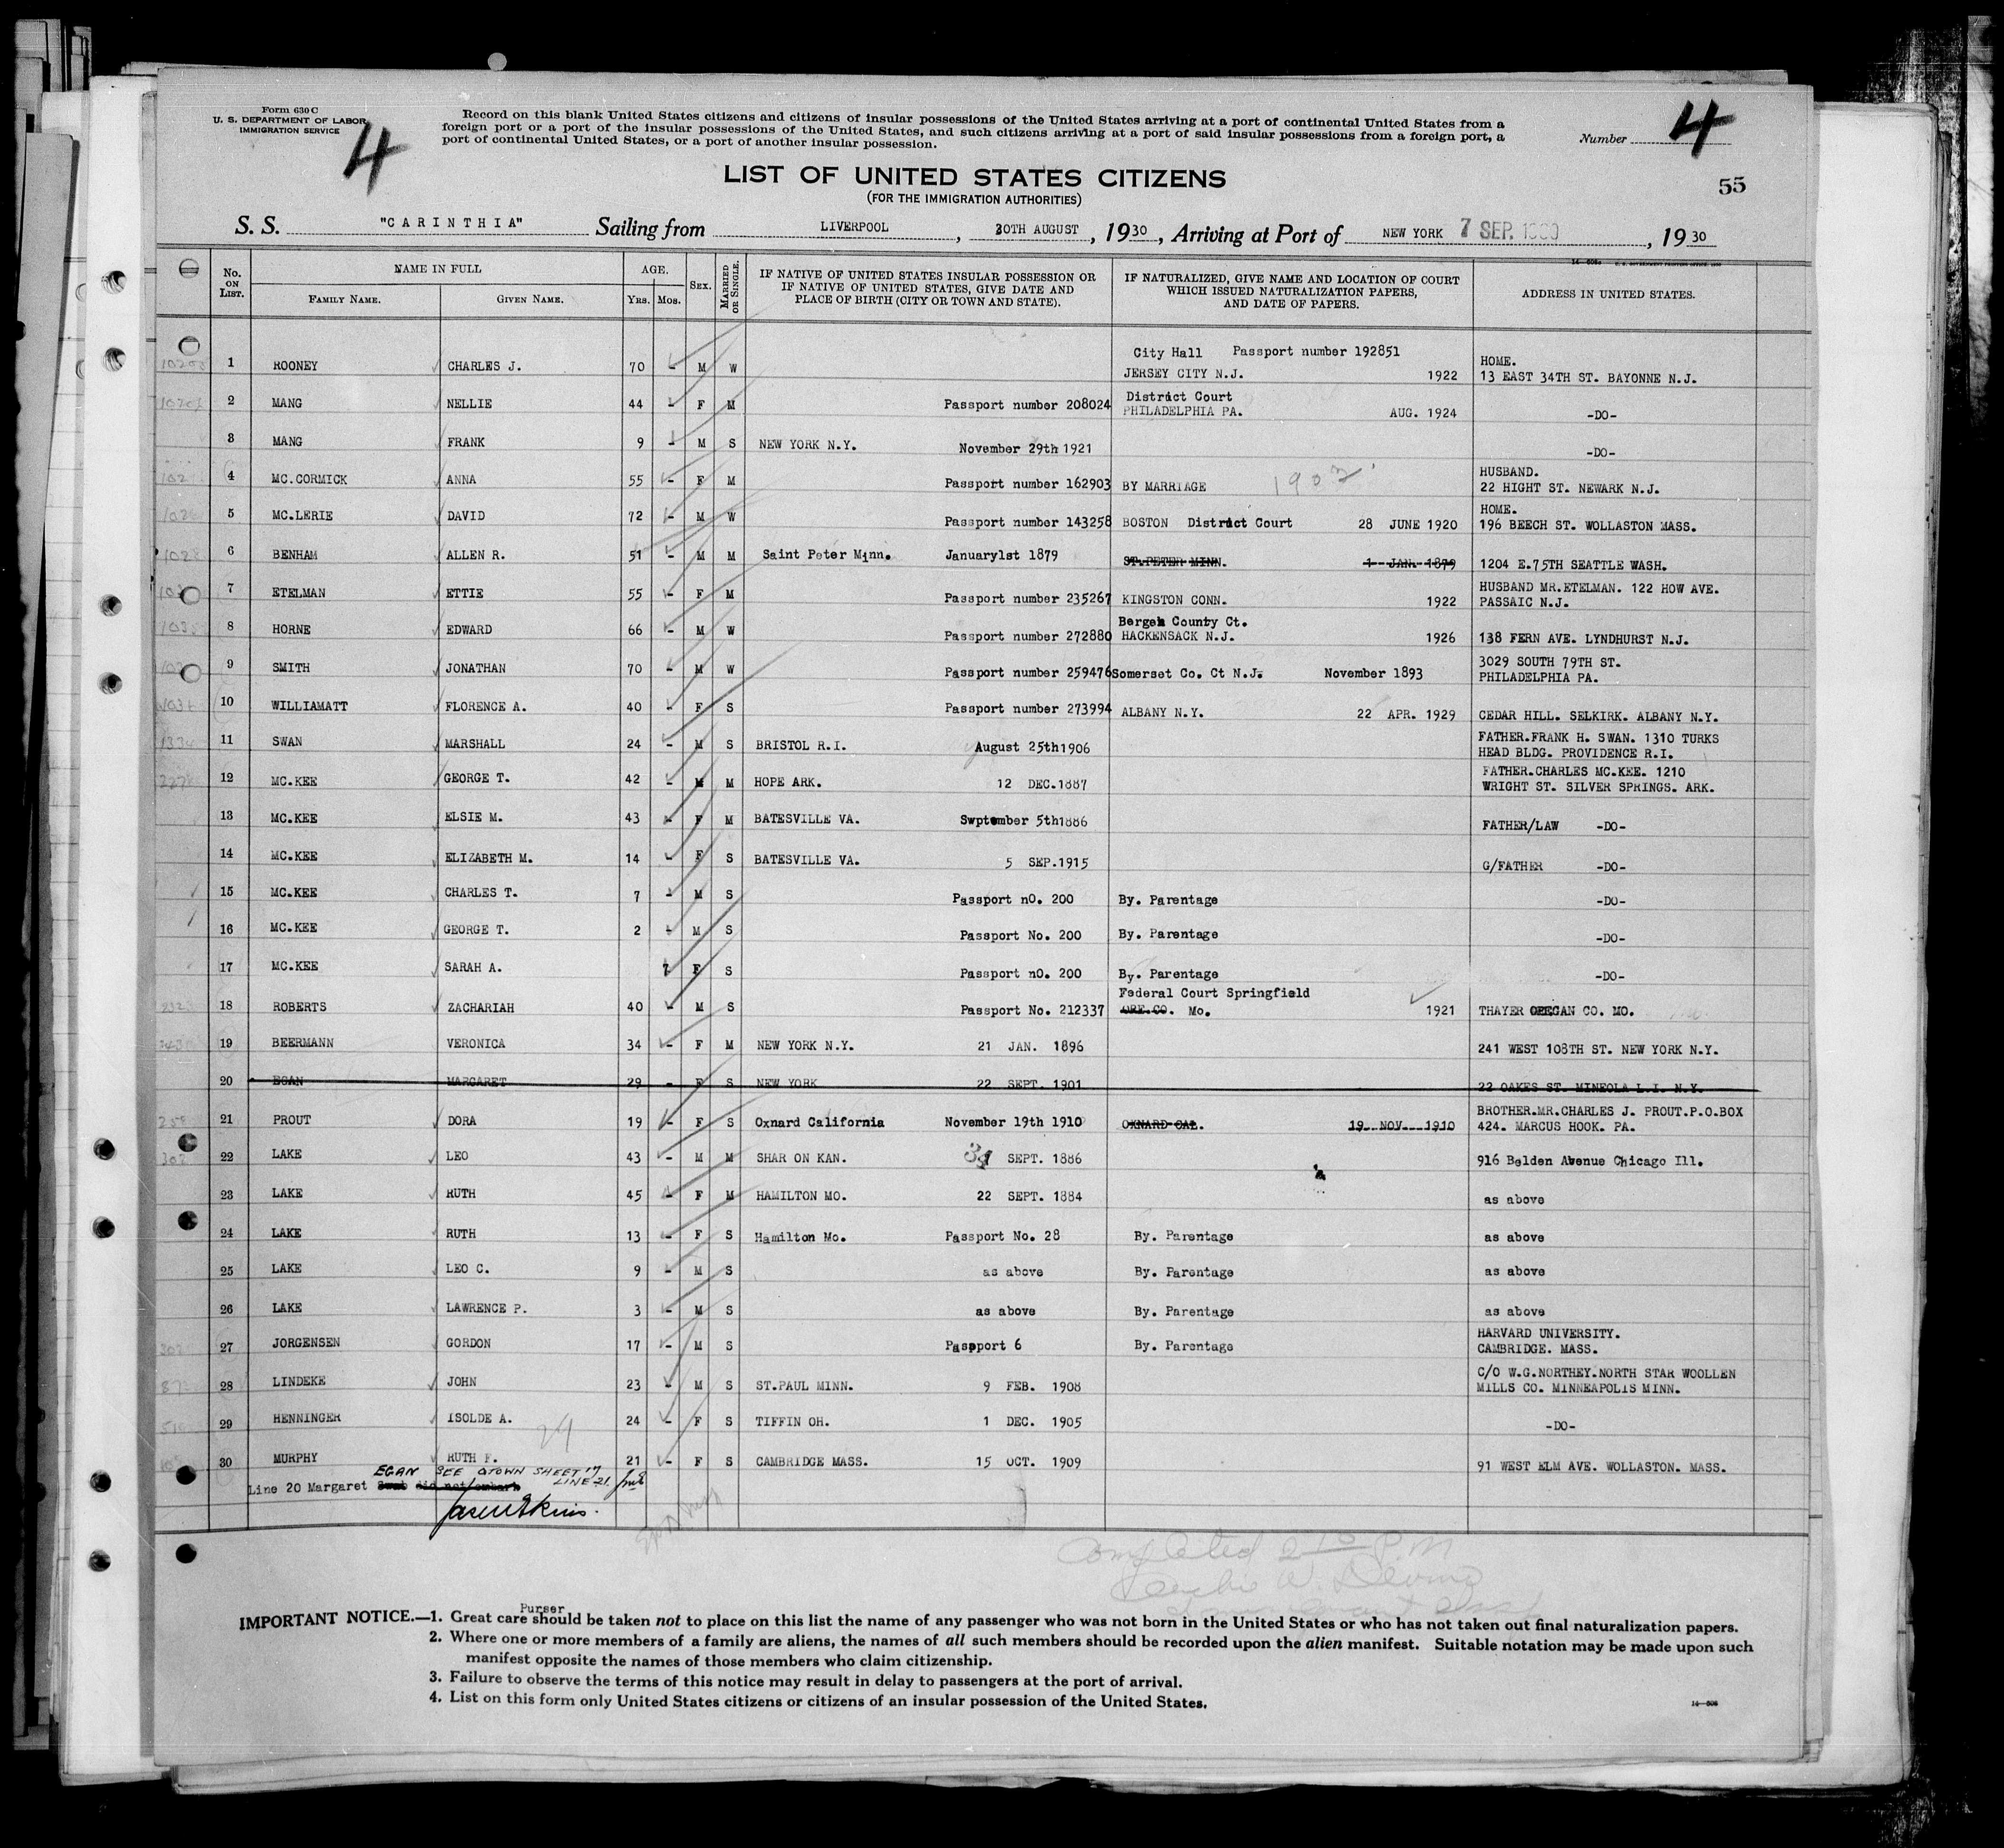 Form 630 C
U. S. DEPARTMENT OF LABOR
IMMIGRATION SERVICE
4
Record on this blank United States citizens and citizens of insular possessions of the United States arriving at a port of continental United States from a
foreign port or a port of the insular possessions of the United States, and such citizens arriving at a port of said insular possessions from a foreign port, a
port of continental United States, or a port of another insular possession.
Number 4
LIST OF UNITED STATES CITIZENS
(FOR THE IMMIGRATION AUTHORITIES)
55
S. S. "CARINTHIA" Sailing from LIVERPOOL, 30TH AUGUST, 1930, Arriving at Port of NEW YORK 7 SEP. 1930, 1930
No. ON LIST. NAME IN FULL FAMILY NAME. GIVEN NAME. AGE. YRS. MOS. SEX. MARRIED OR SINGLE. IF NATIVE OF UNITED STATES INSULAR POSSESSION OR IF NATIVE OF UNITED STATES, GIVE DATE AND PLACE OF BIRTH (CITY OR TOWN AND STATE). IF NATURALIZED, GIVE NAME AND LOCATION OF COURT WHICH ISSUED NATURALIZATION PAPERS, AND DATE OF PAPERS. ADDRESS IN UNITED STATES.
1 ROONEY CHARLES J. 70 - M W City Hall Passport number 192851 JERSEY CITY N.J. 1922 HOME. 13 EAST 34TH ST. BAYONNE N.J.
2 MANG NELLIE 44 - F M Passport number 208024 District Court PHILADELPHIA PA. AUG. 1924 -DO-
3 MANG FRANK 9 - M S NEW YORK N.Y. November 29th 1921 -DO-
4 MC.CORMICK ANNA 55 - F M Passport number 162903 BY MARRIAGE 1902 HUSBAND. 22 HIGHT ST. NEWARK N.J.
5 MC.LERIE DAVID 72 - M W Passport number 143258 BOSTON District Court 28 JUNE 1920 HOME. 196 BEECH ST. WOLLASTON MASS.
6 BENHAM ALLEN R. 51 - M M Saint Peter Minn. January1st 1879 ST.PETER MINN. 1 JAN. 1879 1204 E.75TH SEATTLE WASH.
7 ETELMAN ETTIE 55 - F M Passport number 235267 KINGSTON CONN. 1922 HUSBAND MR.ETELMAN. 122 HOW AVE. PASSAIC N.J.
8 HORNE EDWARD 66 - M W Passport number 272880 Bergen County Ct. HACKENSACK N.J. 1926 138 FERN AVE. LYNDHURST N.J.
9 SMITH JONATHAN 70 - M W Passport number 259476 Somerset Co. Ct N.J. November 1893 3029 SOUTH 79TH ST. PHILADELPHIA PA.
10 WILLIAMATT FLORENCE A. 40 - F S Passport number 273994 ALBANY N.Y. 22 APR. 1929 CEDAR HILL. SELKIRK. ALBANY N.Y.
11 SWAN MARSHALL 24 - M S BRISTOL R.I. August 25th1906 FATHER.FRANK H. SWAN. 1310 TURKS HEAD BLDG. PROVIDENCE R.I.
12 MC.KEE GEORGE T. 42 - M M HOPE ARK. 12 DEC.1887 FATHER.CHARLES MC.KEE. 1210 WRIGHT ST. SILVER SPRINGS. ARK.
13 MC.KEE ELSIE M. 43 - F M BATESVILLE VA. Swptember 5th1886 FATHER/LAW -DO-
14 MC.KEE ELIZABETH M. 14 - F S BATESVILLE VA. 5 SEP.1915 G/FATHER -DO-
15 MC.KEE CHARLES T. 7 - M S Passport nO. 200 By. Parentage -DO-
16 MC.KEE GEORGE T. 2 - M S Passport No. 200 By. Parentage -DO-
17 MC.KEE SARAH A. 7 F S Passport nO. 200 By. Parentage -DO-
18 ROBERTS ZACHARIAH 40 - M S Passport No. 212337 Federal Court Springfield ORE.CO. Mo. 1921 THAYER OREGAN CO. MO.
19 BEERMANN VERONICA 34 - F M NEW YORK N.Y. 21 JAN. 1896 241 WEST 108TH ST. NEW YORK N.Y.
20 EGAN MARGARET 29 - F S NEW YORK 22 SEPT. 1901 22 OAKES ST. MINEOLA L.I. N.Y.
21 PROUT DORA 19 - F S Oxnard California November 19th 1910 OXNARD CAL. 19 NOV 1910 BROTHER.MR.CHARLES J. PROUT.P.O.BOX 424. MARCUS HOOK. PA.
22 LAKE LEO 43 - M M SHAR ON KAN. SEPT. 1886 916 Belden Avenue Chicago Ill.
23 LAKE RUTH 45 - F M HAMILTON MO. 22 SEPT. 1884 as above
24 LAKE RUTH 13 - F S Hamilton Mo. Passport No. 28 By. Parentage as above
25 LAKE LEO C. 9 - M S as above By. Parentage as above
26 LAKE LAWRENCE P. 3 - M S as above By. Parentage as above
27 JORGENSEN GORDON 17 - M S Passport 6 By. Parentage HARVARD UNIVERSITY. CAMBRIDGE. MASS.
28 LINDEKE JOHN 23 - M S ST.PAUL MINN. 9 FEB. 1908 C/O W.G.NORTHEY.NORTH STAR WOOLLEN MILLS CO. MINNEAPOLIS MINN.
29 HENNINGER ISOLDE A. 24 - F S TIFFIN OH. 1 DEC. 1905 -DO-
29
30 MURPHY RUTH F. 21 - F S CAMBRIDGE MASS. 15 OCT. 1909 91 WEST ELM AVE. WOLLASTON. MASS.
EGAN SEE QTOWN SHEET 17
Line 20 Margaret did not embark LINE 21.
Completed 2 10 P.M
Purser
IMPORTANT NOTICE.—1. Great care should be taken not to place on this list the name of any passenger who was not born in the United States or who has not taken out final naturalization papers.
2. Where one or more members of a family are aliens, the names of all such members should be recorded upon the alien manifest. Suitable notation may be made upon such
manifest opposite the names of those members who claim citizenship.
3. Failure to observe the terms of this notice may result in delay to passengers at the port of arrival.
4. List on this form only United States citizens or citizens of an insular possession of the United States.